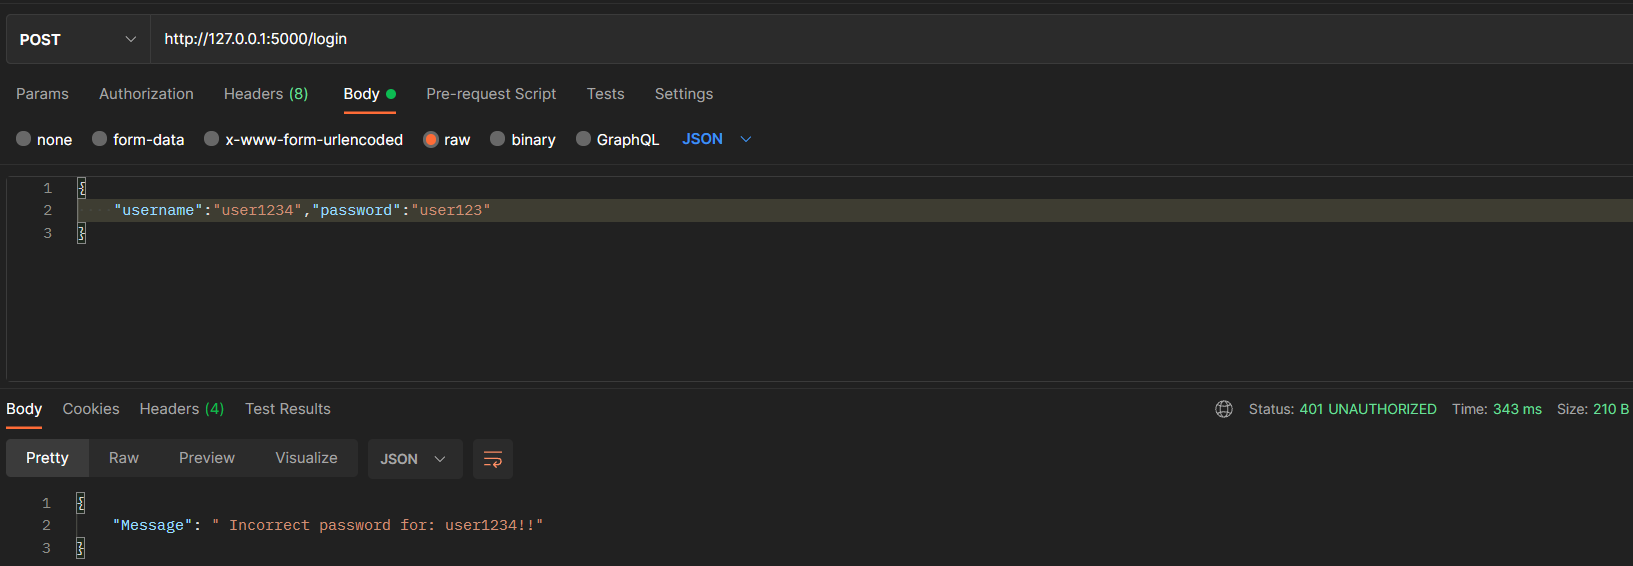 POST http://127.0.0.1:5000/login
Params Authorization Headers (8) Body Pre-request Script Tests Settings
none form-data x-www-form-urlencoded raw binary GraphQL JSON
1 {
2 "username":"user1234","password":"user123"
3 }
Body Cookies Headers (4) Test Results Status: 401 UNAUTHORIZED Time: 343 ms Size: 210 B
Pretty Raw Preview Visualize JSON
1 {
2 "Message": " Incorrect password for: user1234!!"
3 }